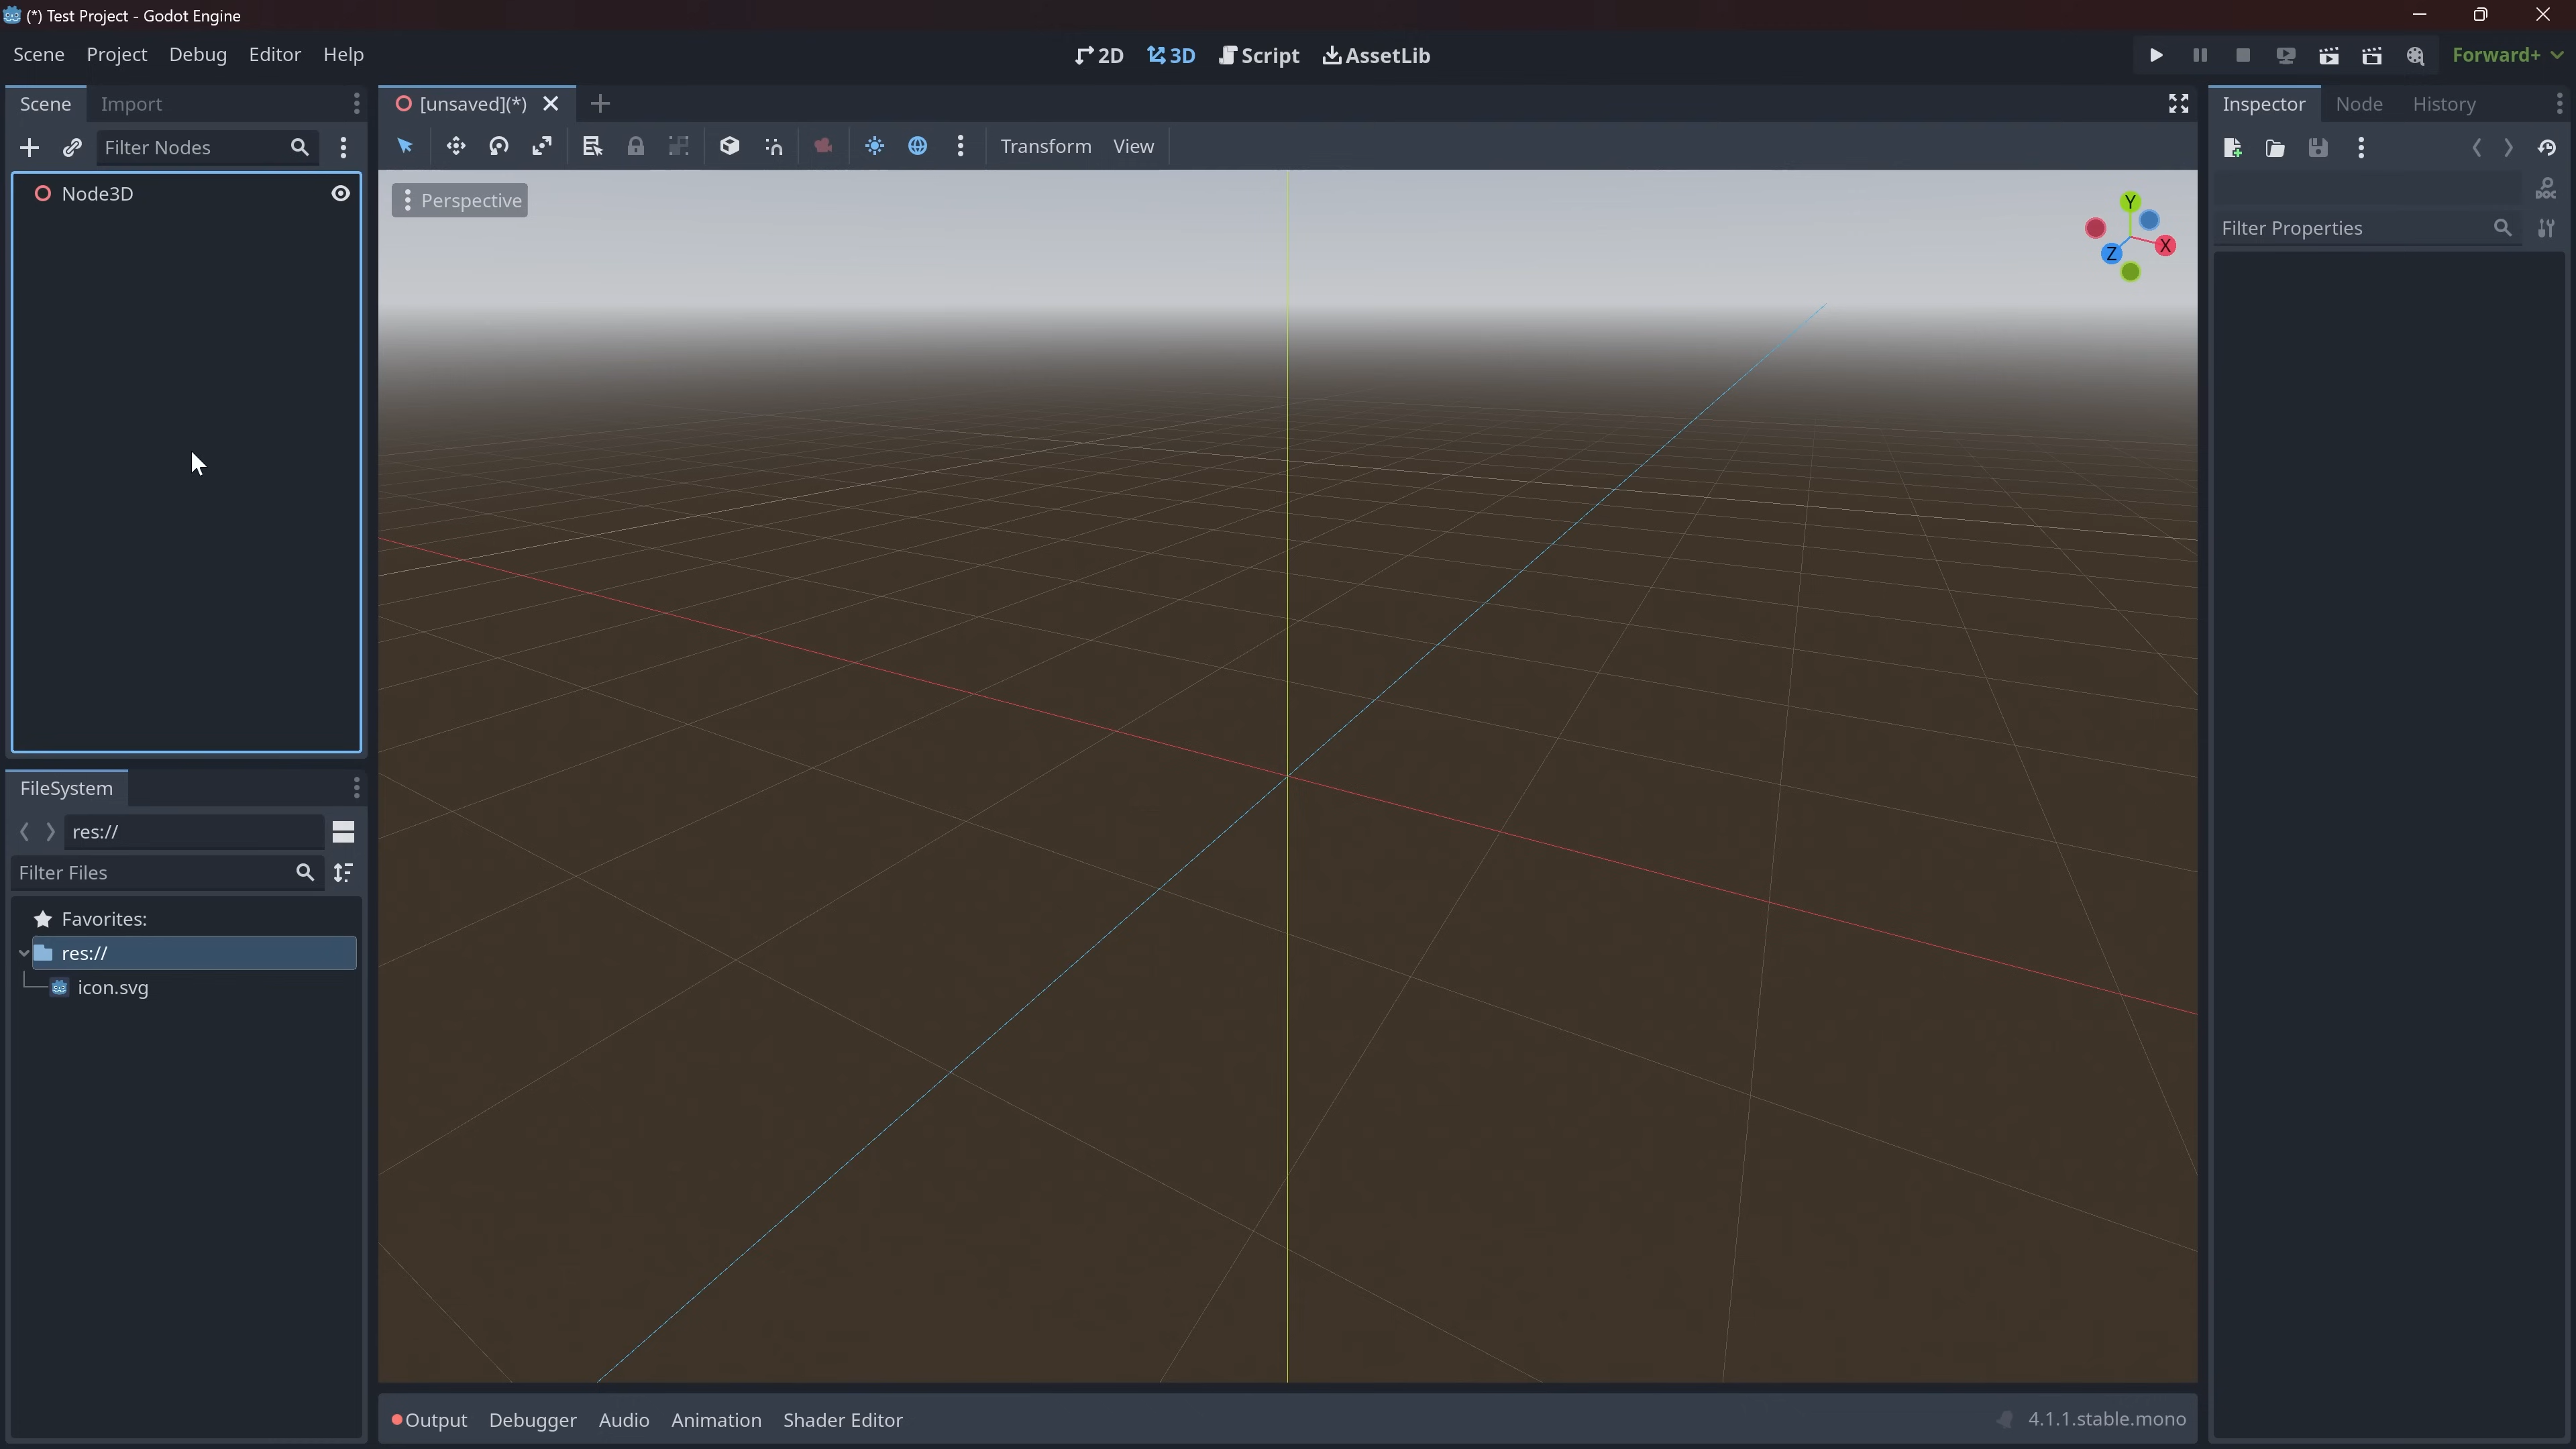 (*) Test Project - Godot Engine
Scene Project Debug Editor Help
2D 3D Script AssetLib
Forward+
Scene Import
[unsaved](*)
Inspector Node History
Filter Nodes
Transform View
Node3D
Perspective
Y
X
Z
DOC
Filter Properties
FileSystem
res://
Filter Files
Favorites:
res://
icon.svg
Output Debugger Audio Animation Shader Editor
4.1.1.stable.mono